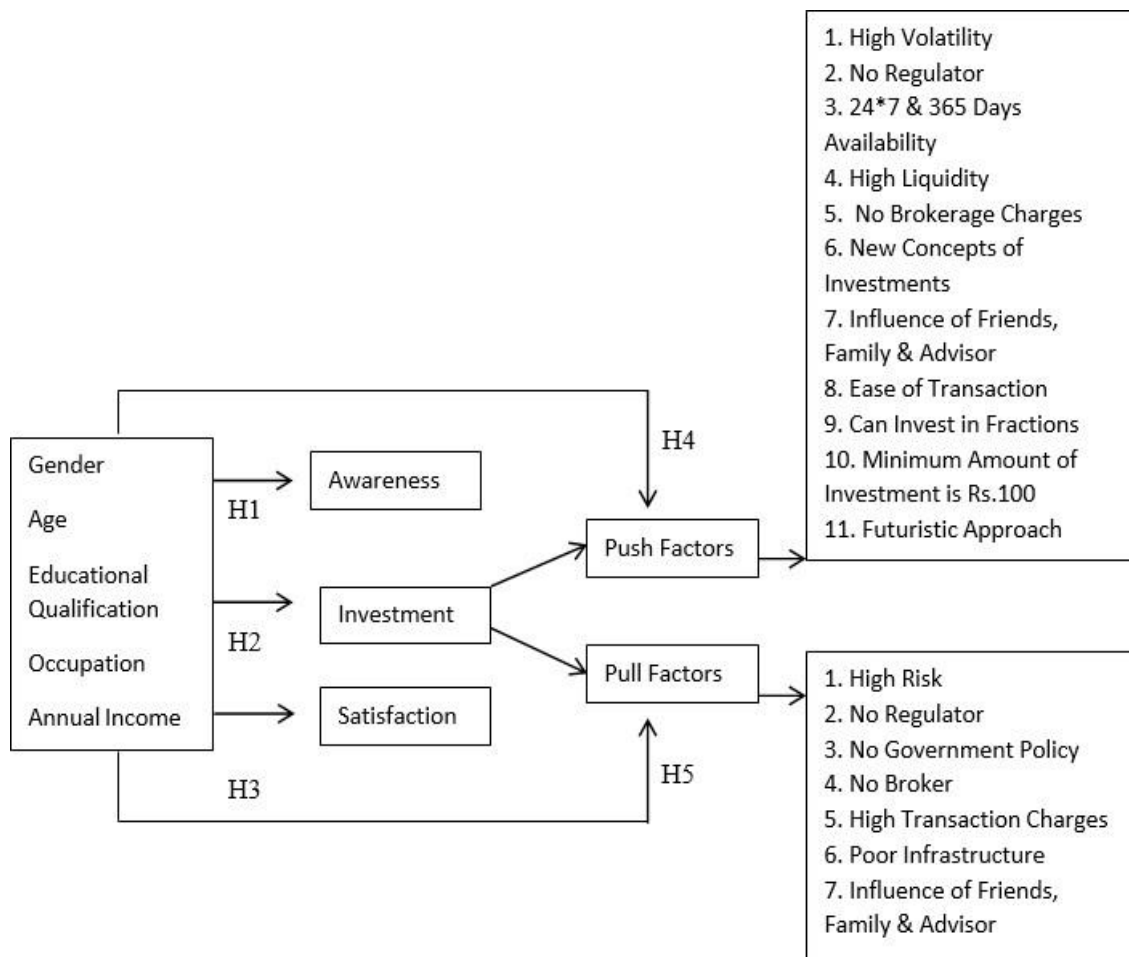 1. High Volatility
2. No Regulator
3. 24*7 & 365 Days
Availability
4. High Liquidity
5.  No Brokerage Charges
6. New Concepts of
Investments
7. Influence of Friends,
Family & Advisor
8. Ease of Transaction
9. Can Invest in Fractions
10. Minimum Amount of
Investment is Rs.100
11. Futuristic Approach
H4
Gender
Age
Educational
Qualification
Occupation
Annual Income
H1
Awareness
H2
Investment
Satisfaction
H3
Push Factors
Pull Factors
H5
1. High Risk
2. No Regulator
3. No Government Policy
4. No Broker
5. High Transaction Charges
6. Poor Infrastructure
7. Influence of Friends,
Family & Advisor